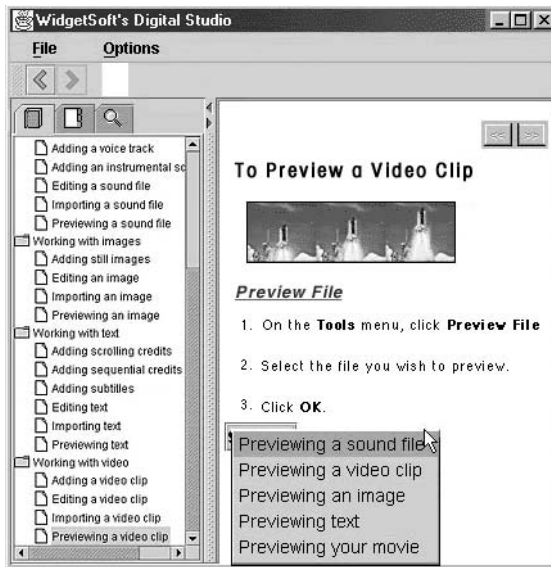 WidgetSoft's Digital Studio
File Options
Adding a voice track
Adding an instrumental sc
Editing a sound file
Importing a sound file
Previewing a sound file
Working with images
Adding still images
Editing an image
Importing an image
Previewing an image
Working with text
Adding scrolling credits
Adding sequential credits
Adding subtitles
Editing text
Importing text
Previewing text
Working with video
Adding a video clip
Editing a video clip
Importing a video clip
Previewing a video clip
<< >>
To Preview a Video Clip
Preview File
1. On the Tools menu, click Preview File
2. Select the file you wish to preview.
3. Click OK.
Previewing a sound file
Previewing a video clip
Previewing an image
Previewing text
Previewing your movie